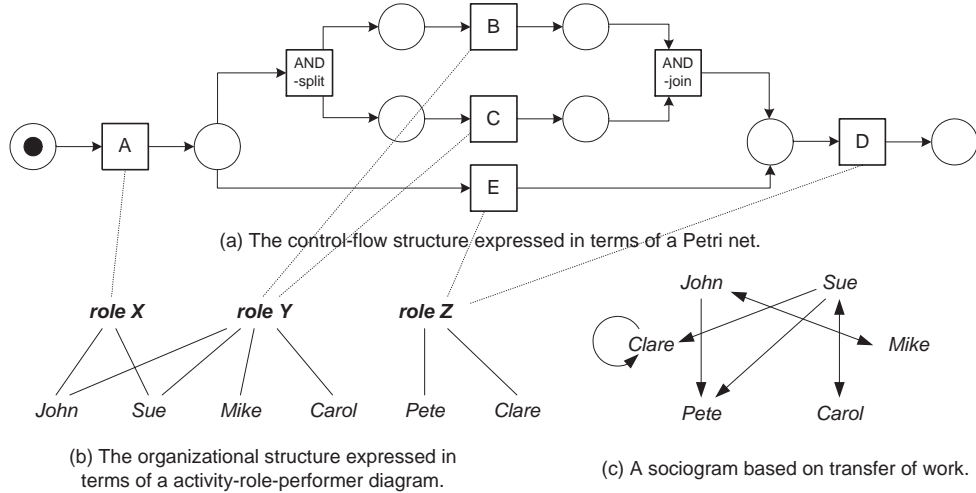 B
AND
-split
AND
-join
A
C
D
E
(a) The control-flow structure expressed in terms of a Petri net.
role X
role Y
role Z
John
Sue
Clare
Mike
Pete
Carol
John
Sue
Mike
Carol
Pete
Clare
(b) The organizational structure expressed in
terms of a activity-role-performer diagram.
(c) A sociogram based on transfer of work.